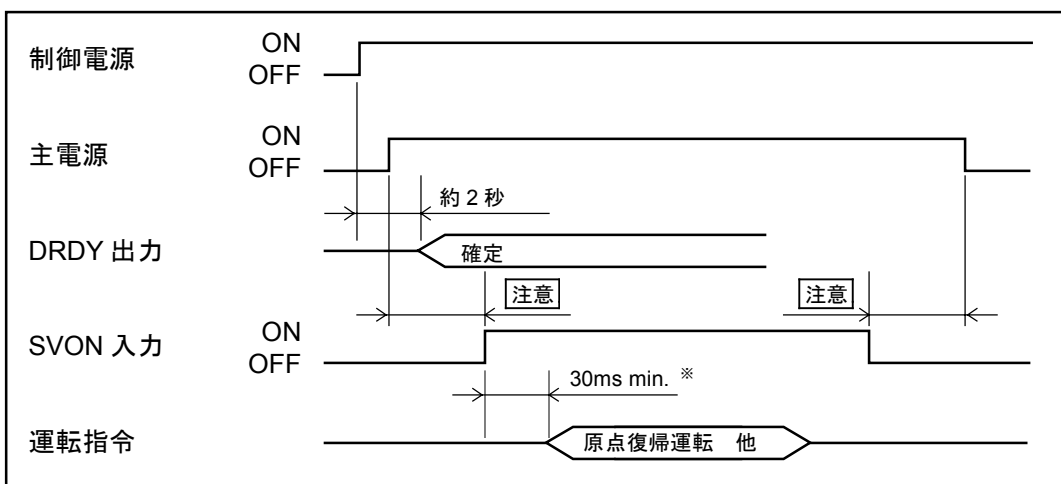 制御電源 ON
OFF
主電源 ON
OFF
約 2 秒
DRDY 出力 確定
注意 注意
SVON 入力 ON
OFF
30ms min. ※
運転指令 原点復帰運転 他